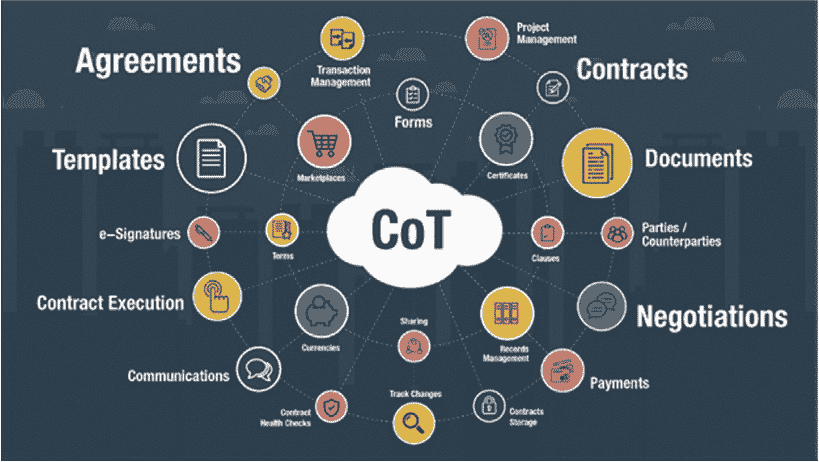 Agreements
Transaction
Management
Project
Management
Contracts
Forms
Templates
Marketplaces
Certificates
Documents
CoT
e-Signatures
Terms
Clauses
Parties /
Counterparties
Contract Execution
Currencies
Sharing
Records
Management
Negotiations
Communications
Payments
Track Changes
Contract
Health Checks
Contracts
Storage